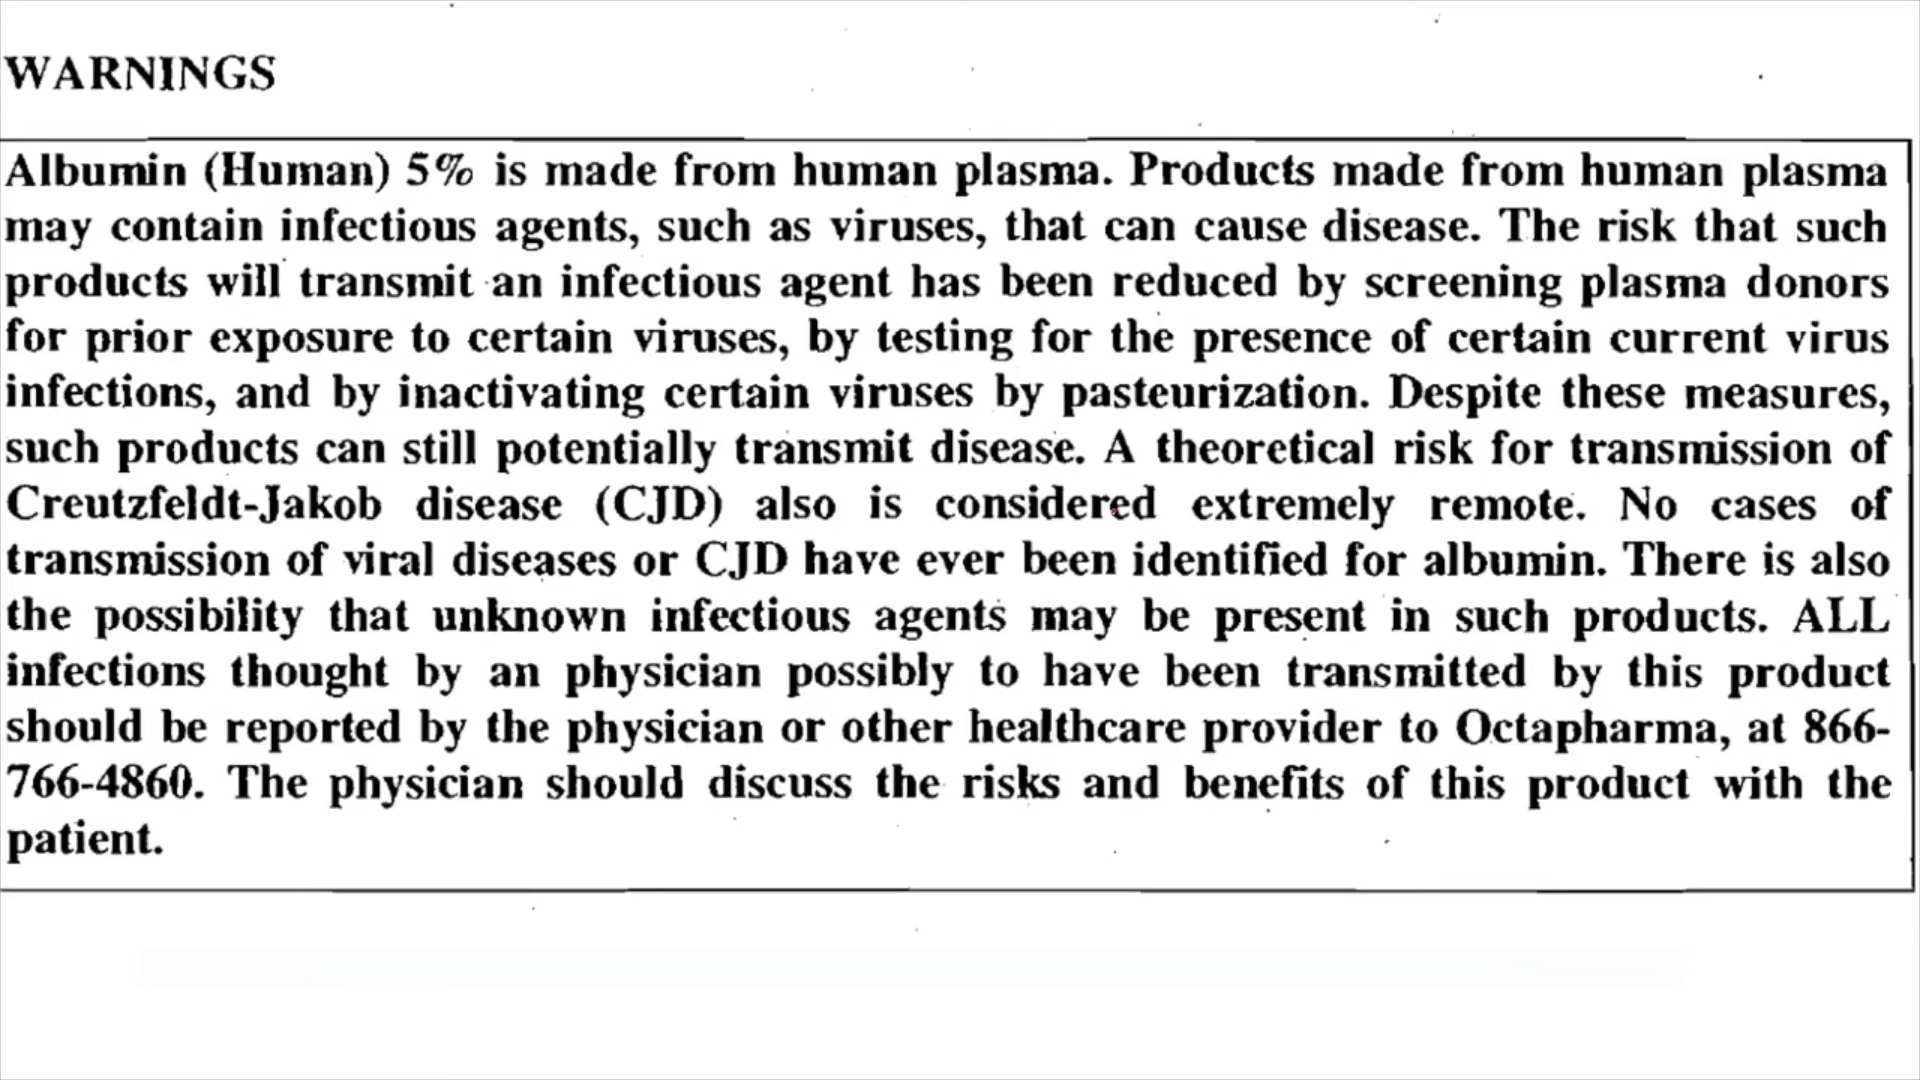 WARNINGS
Albumin (Human) 5% is made from human plasma. Products made from human plasma
may contain infectious agents, such as viruses, that can cause disease. The risk that such
products will transmit an infectious agent has been reduced by screening plasma donors
for prior exposure to certain viruses, by testing for the presence of certain current virus
infections, and by inactivating certain viruses by pasteurization. Despite these measures,
such products can still potentially transmit disease. A theoretical risk for transmission of
Creutzfeldt-Jakob disease (CJD) also is considered extremely remote. No cases of
transmission of viral diseases or CJD have ever been identified for albumin. There is also
the possibility that unknown infectious agents may be present in such products. ALL
infections thought by an physician possibly to have been transmitted by this product
should be reported by the physician or other healthcare provider to Octapharma, at 866-
766-4860. The physician should discuss the risks and benefits of this product with the
patient.